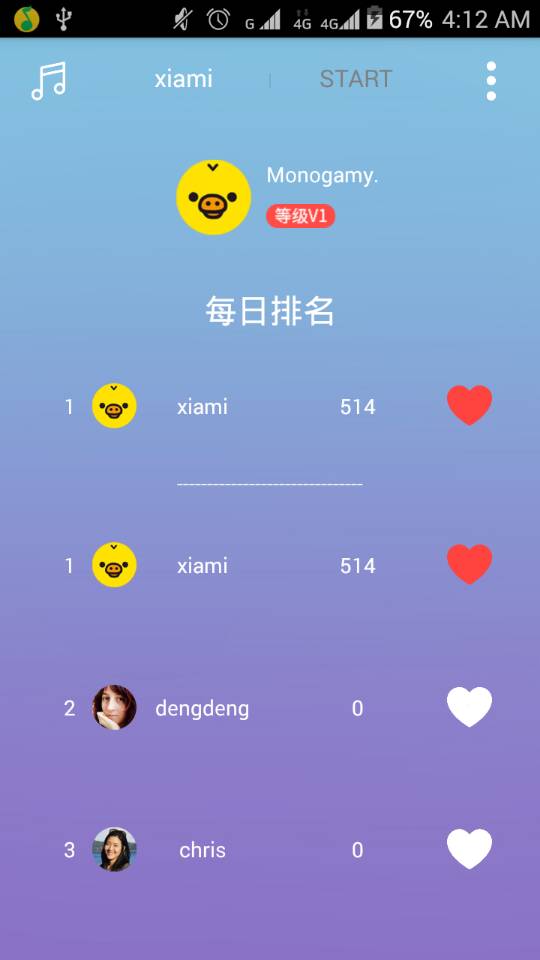 G 4G 4G 67% 4:12 AM
xiami | START
Monogamy.
等级V1
每日排名
1 xiami 514
-------------------------------
1 xiami 514
2 dengdeng 0
3 chris 0